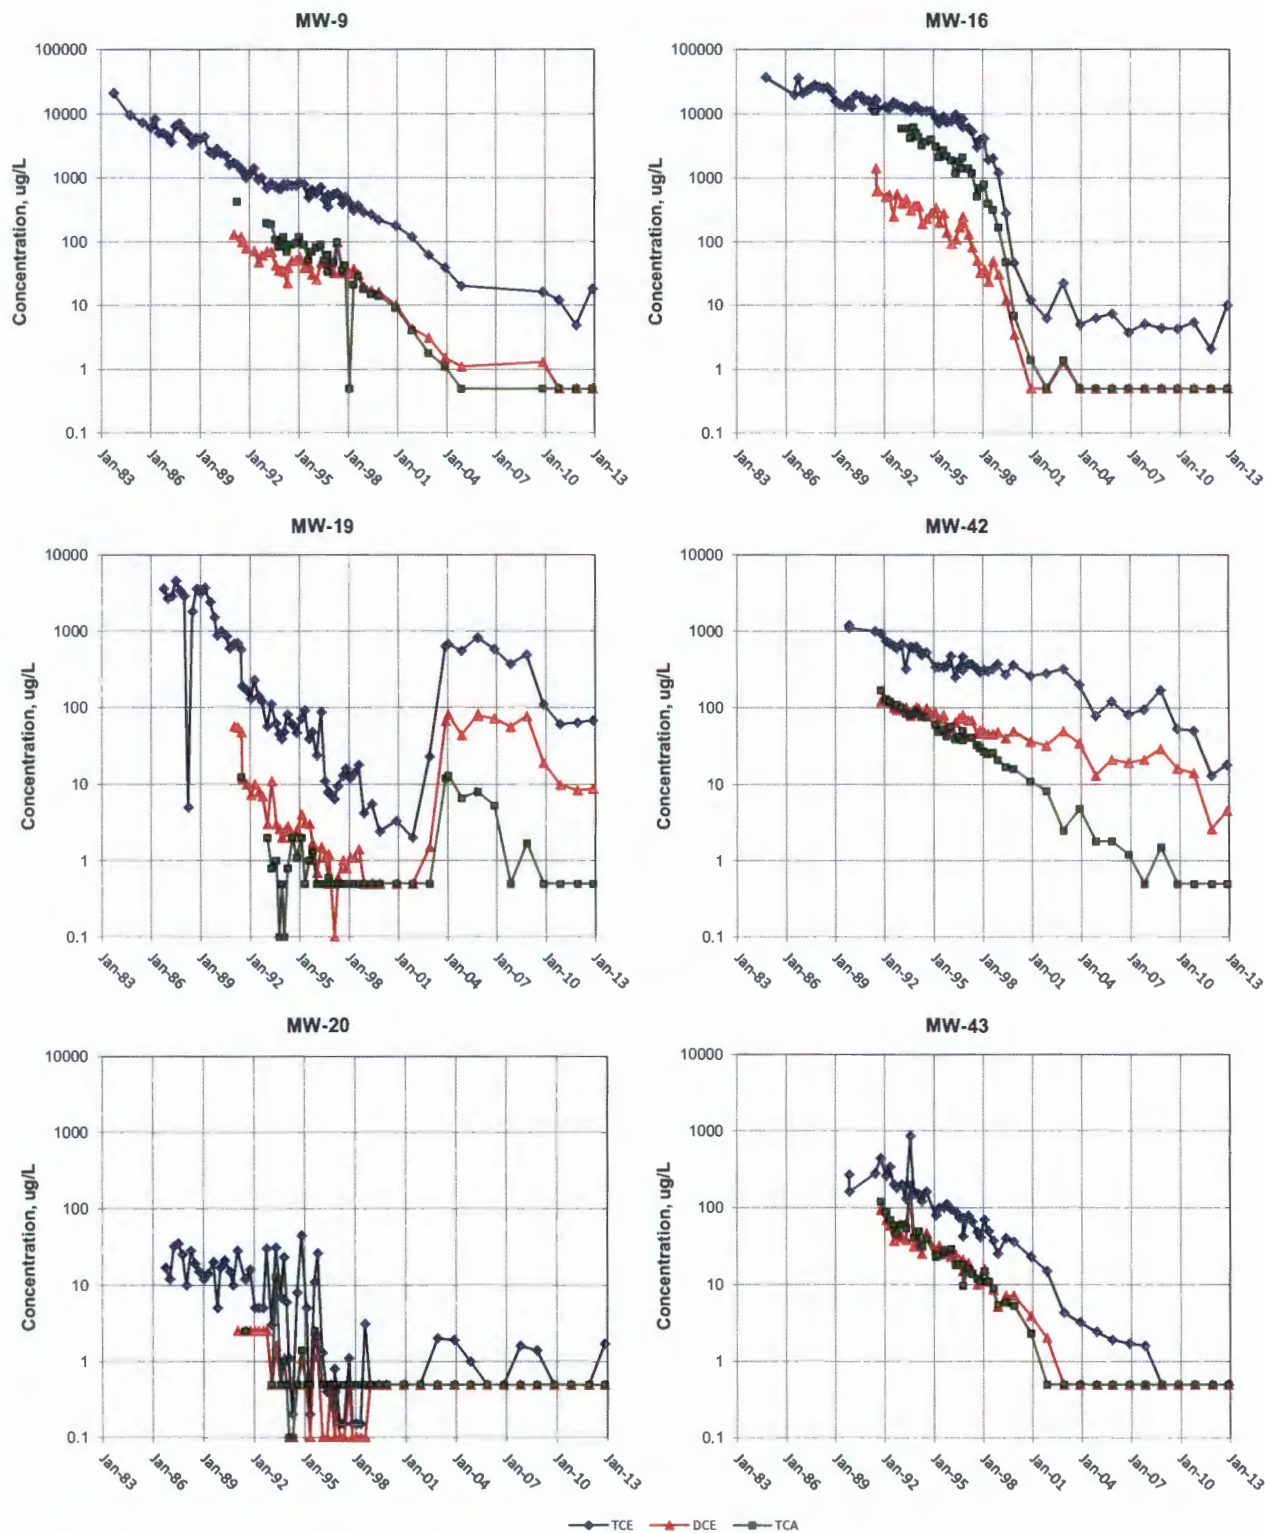 MW-9
100000
10000
1000
100
10
1
0.1
Concentration, ug/L
Jan-83 Jan-86 Jan-89 Jan-92 Jan-95 Jan-98 Jan-01 Jan-04 Jan-07 Jan-10 Jan-13
MW-16
100000
10000
1000
100
10
1
0.1
Concentration, ug/L
Jan-83 Jan-86 Jan-89 Jan-92 Jan-95 Jan-98 Jan-01 Jan-04 Jan-07 Jan-10 Jan-13
MW-19
10000
1000
100
10
1
0.1
Concentration, ug/L
Jan-83 Jan-86 Jan-89 Jan-92 Jan-95 Jan-98 Jan-01 Jan-04 Jan-07 Jan-10 Jan-13
MW-42
10000
1000
100
10
1
0.1
Concentration, ug/L
Jan-83 Jan-86 Jan-89 Jan-92 Jan-95 Jan-98 Jan-01 Jan-04 Jan-07 Jan-10 Jan-13
MW-20
10000
1000
100
10
1
0.1
Concentration, ug/L
Jan-83 Jan-86 Jan-89 Jan-92 Jan-95 Jan-98 Jan-01 Jan-04 Jan-07 Jan-10 Jan-13
MW-43
10000
1000
100
10
1
0.1
Concentration, ug/L
Jan-83 Jan-86 Jan-89 Jan-92 Jan-95 Jan-98 Jan-01 Jan-04 Jan-07 Jan-10 Jan-13
TCE DCE TCA